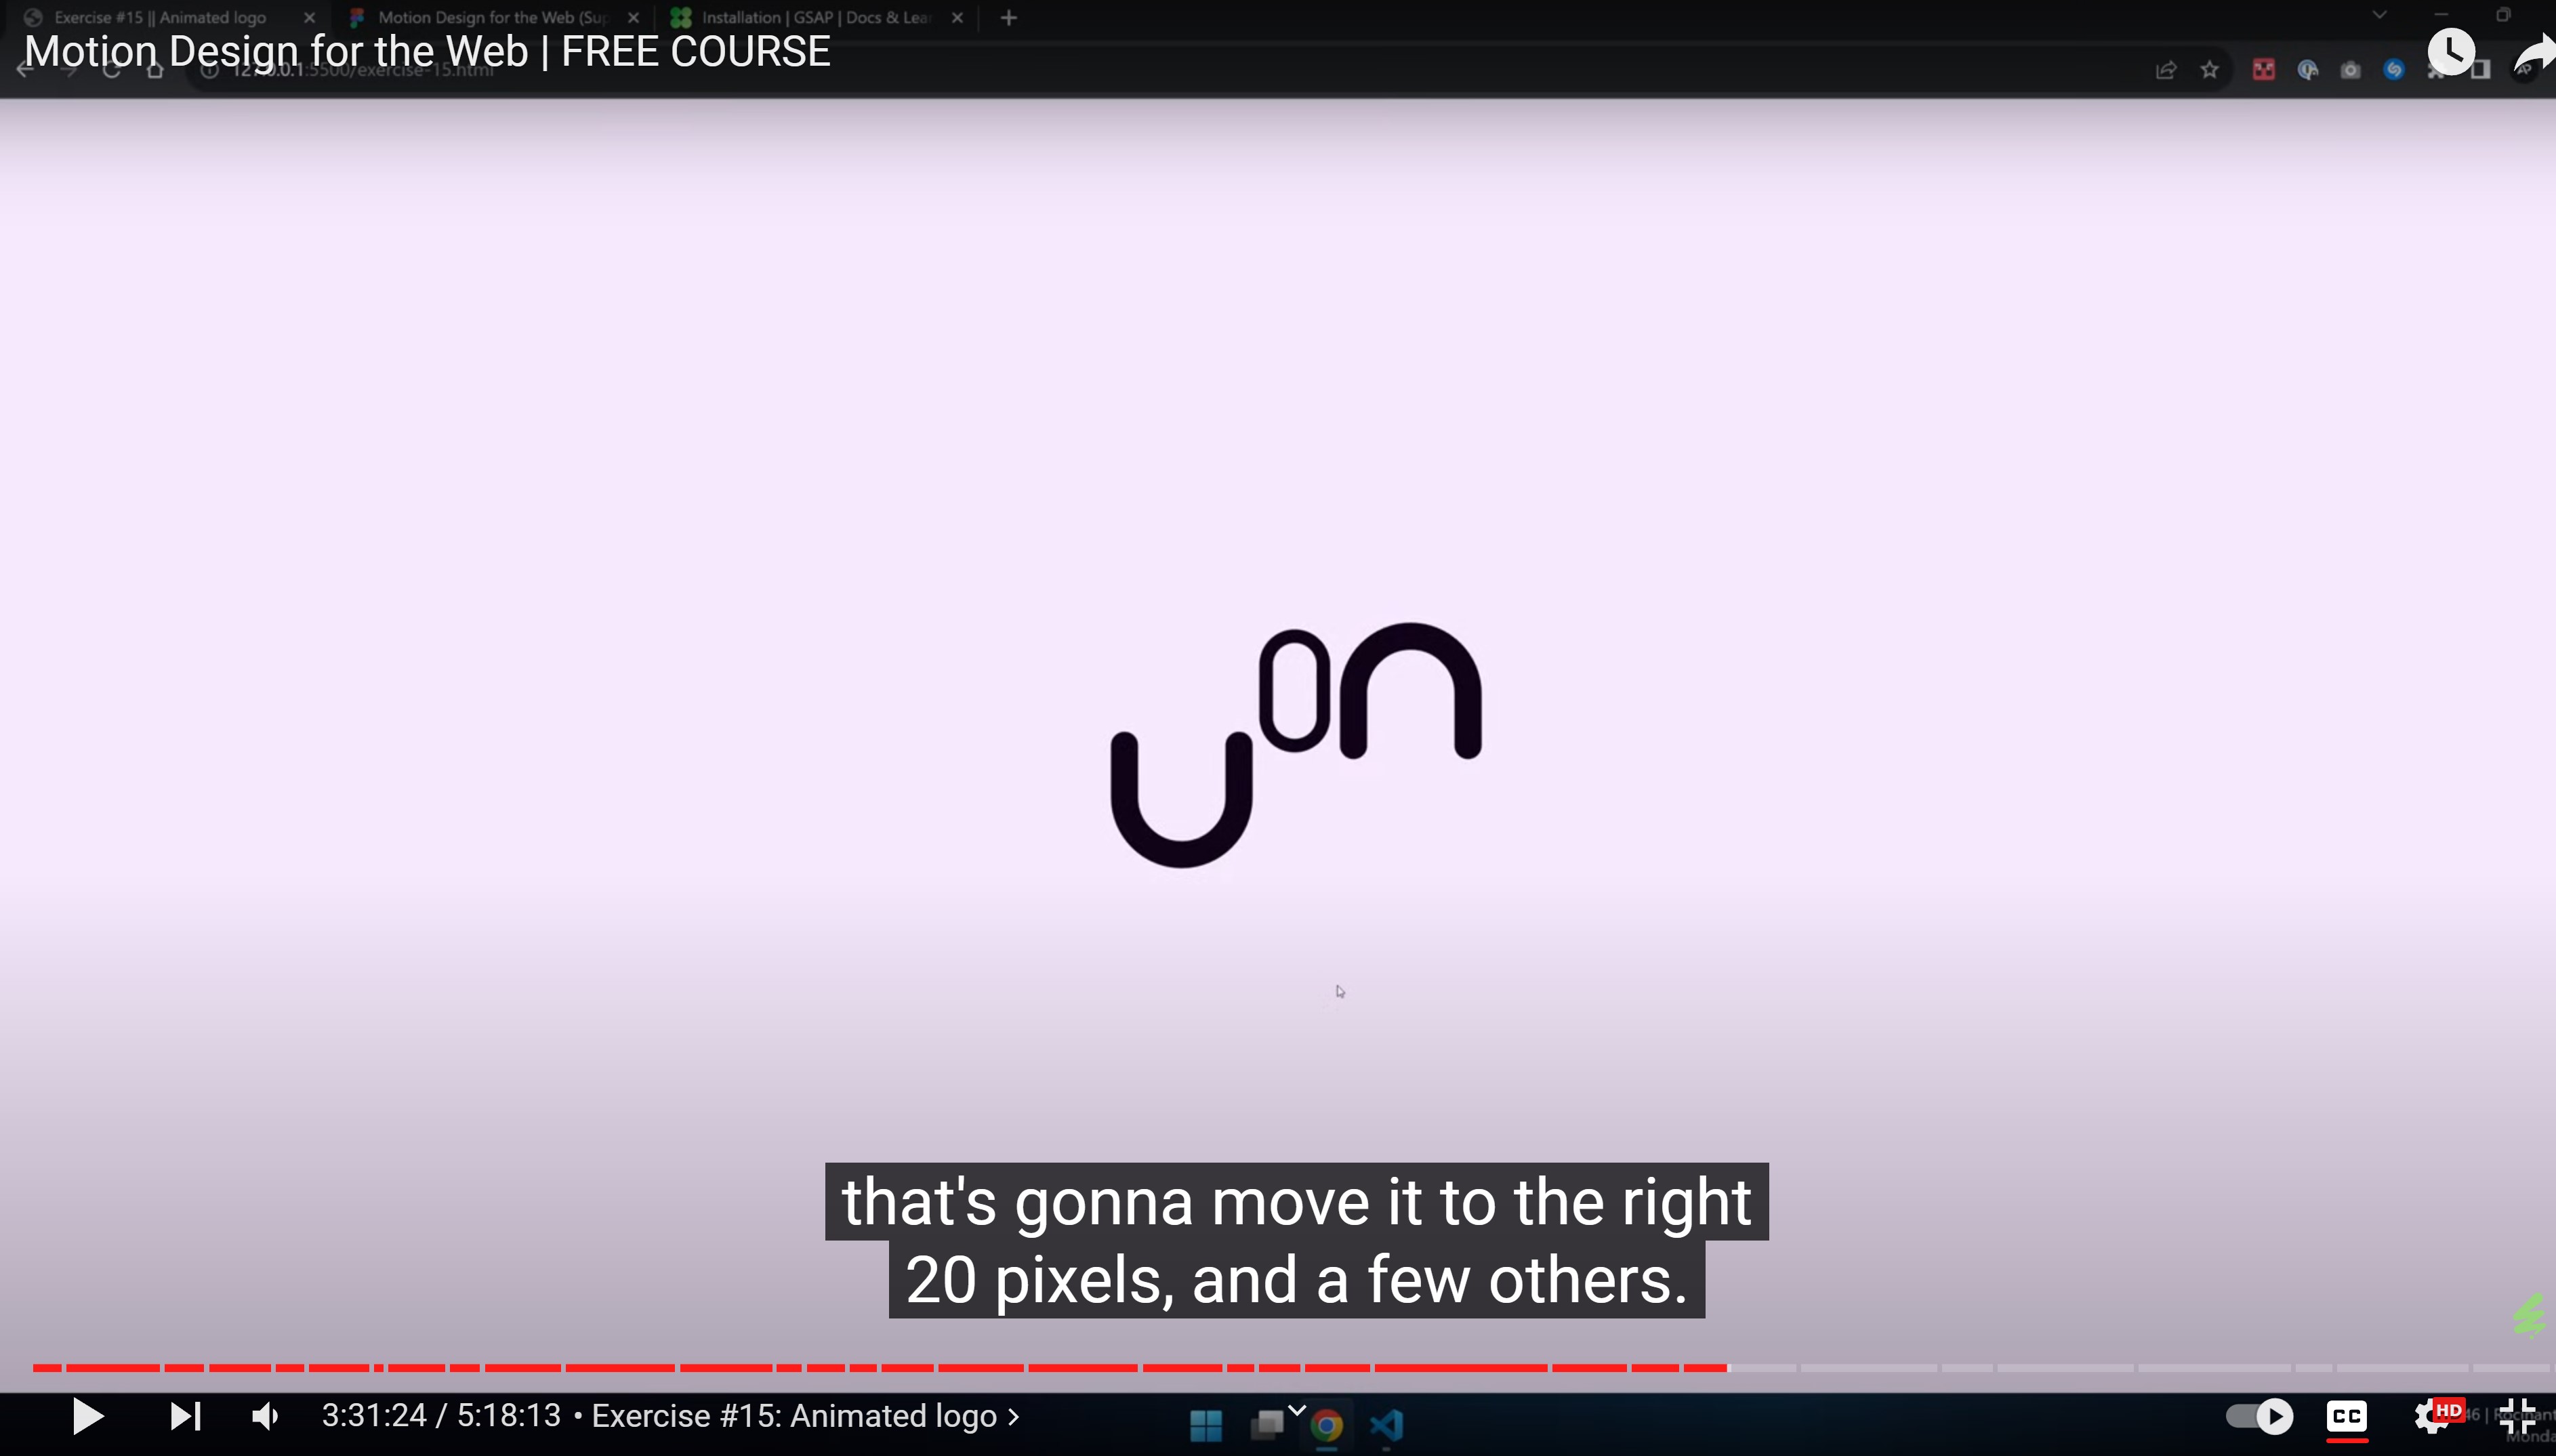 Exercise #15 || Animated logo
Motion Design for the Web (Sup
Installation | GSAP | Docs & Lear
Motion Design for the Web | FREE COURSE
127.0.0.1:5500/exercise-15.html
uon
that's gonna move it to the right
20 pixels, and a few others.
3:31:24 / 5:18:13 • Exercise #15: Animated logo
CC
HD